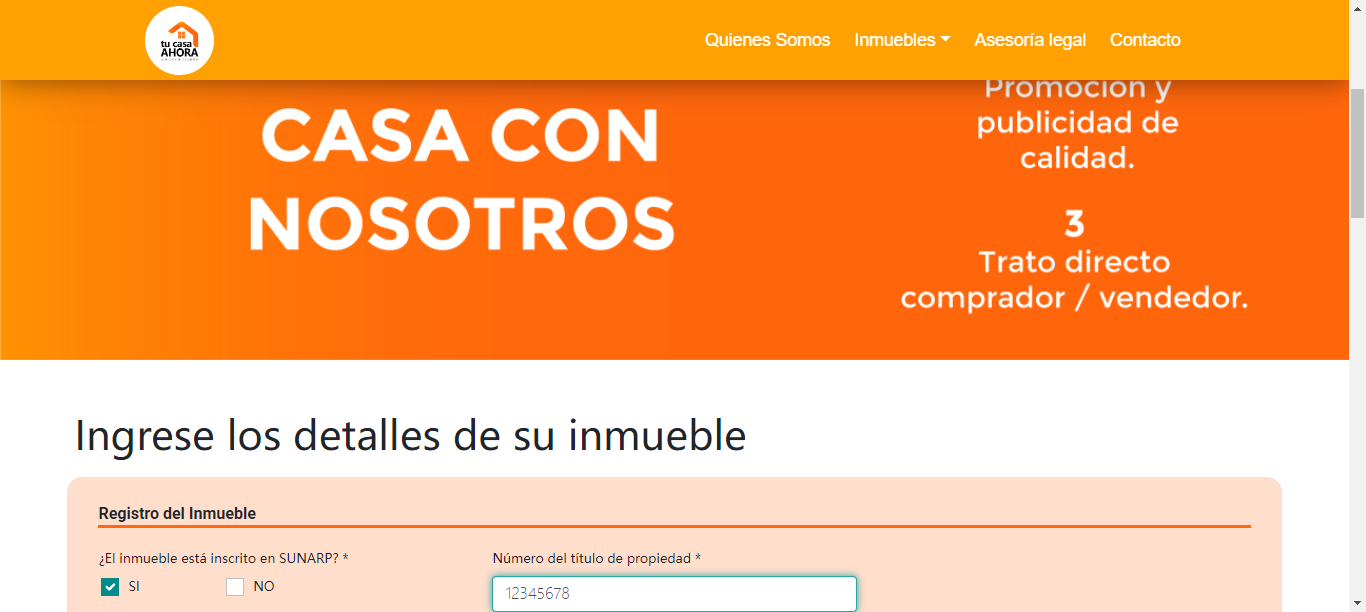 tu casa
AHORA
Quienes Somos
Inmuebles
Asesoría legal
Contacto
CASA CON
NOSOTROS
Promoción y
publicidad de
calidad.
3
Trato directo
comprador / vendedor.
Ingrese los detalles de su inmueble
Registro del Inmueble
¿El inmueble está inscrito en SUNARP? *
SI
NO
Número del título de propiedad *
12345678